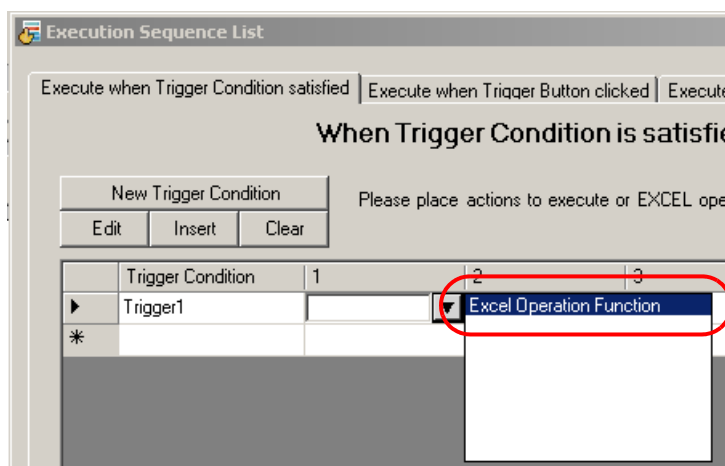 Execution Sequence List
Execute when Trigger Condition satisfied Execute when Trigger Button clicked Execute
When Trigger Condition is satisfie
New Trigger Condition
Please place actions to execute or EXCEL ope
Edit Insert Clear
Trigger Condition 1 2 3
Trigger1 Excel Operation Function